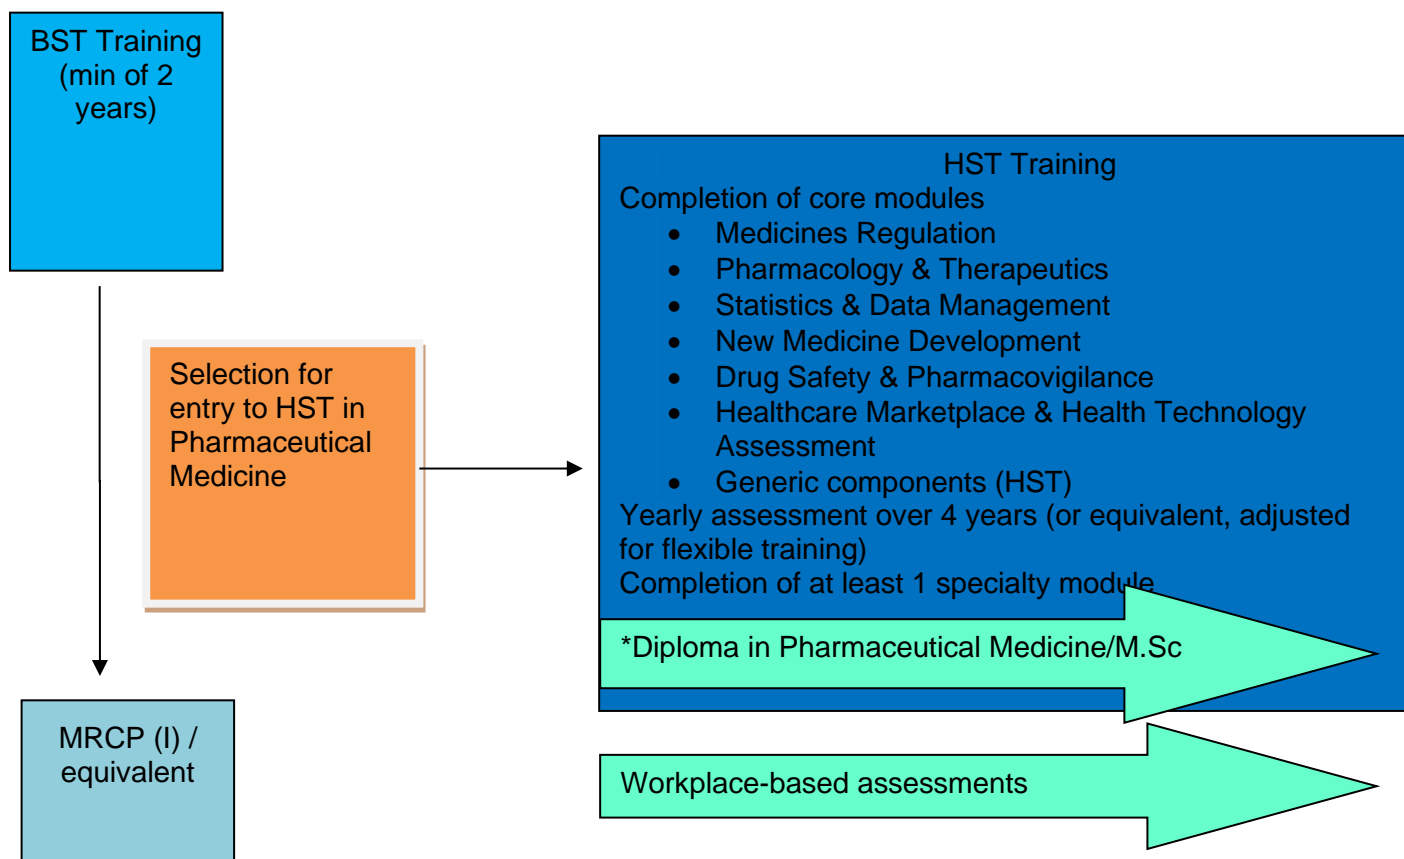 BST Training
(min of 2
years)
HST Training
Completion of core modules
• Medicines Regulation
• Pharmacology & Therapeutics
• Statistics & Data Management
• New Medicine Development
• Drug Safety & Pharmacovigilance
• Healthcare Marketplace & Health Technology
Assessment
• Generic components (HST)
Yearly assessment over 4 years (or equivalent, adjusted
for flexible training)
Completion of at least 1 specialty module
Selection for
entry to HST in
Pharmaceutical
Medicine
*Diploma in Pharmaceutical Medicine/M.Sc
MRCP (I) /
equivalent
Workplace-based assessments